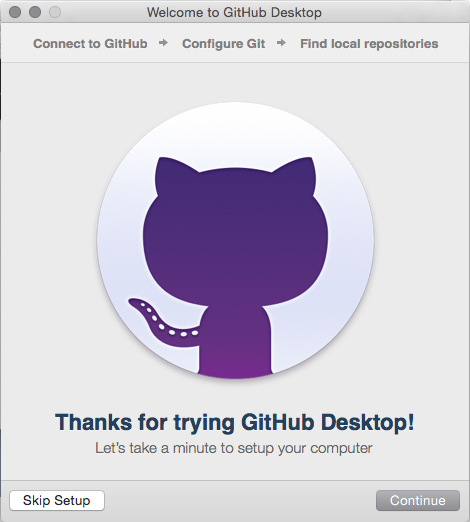 Welcome to GitHub Desktop
Connect to GitHub → Configure Git → Find local repositories
Thanks for trying GitHub Desktop!
Let's take a minute to setup your computer
Skip Setup
Continue